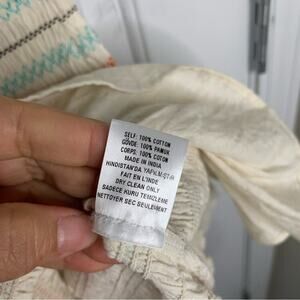 SELF: 100% COTTON
GÖVDE: 100% PAMUK
CORPS: 100% COTON
MADE IN INDIA
HINDISTAN'DA YAPILMIŞTIR
FAIT EN L'INDE
DRY CLEAN ONLY
SADECE KURU TEMIZLEME
NETTOYER SEC SEULEMENT